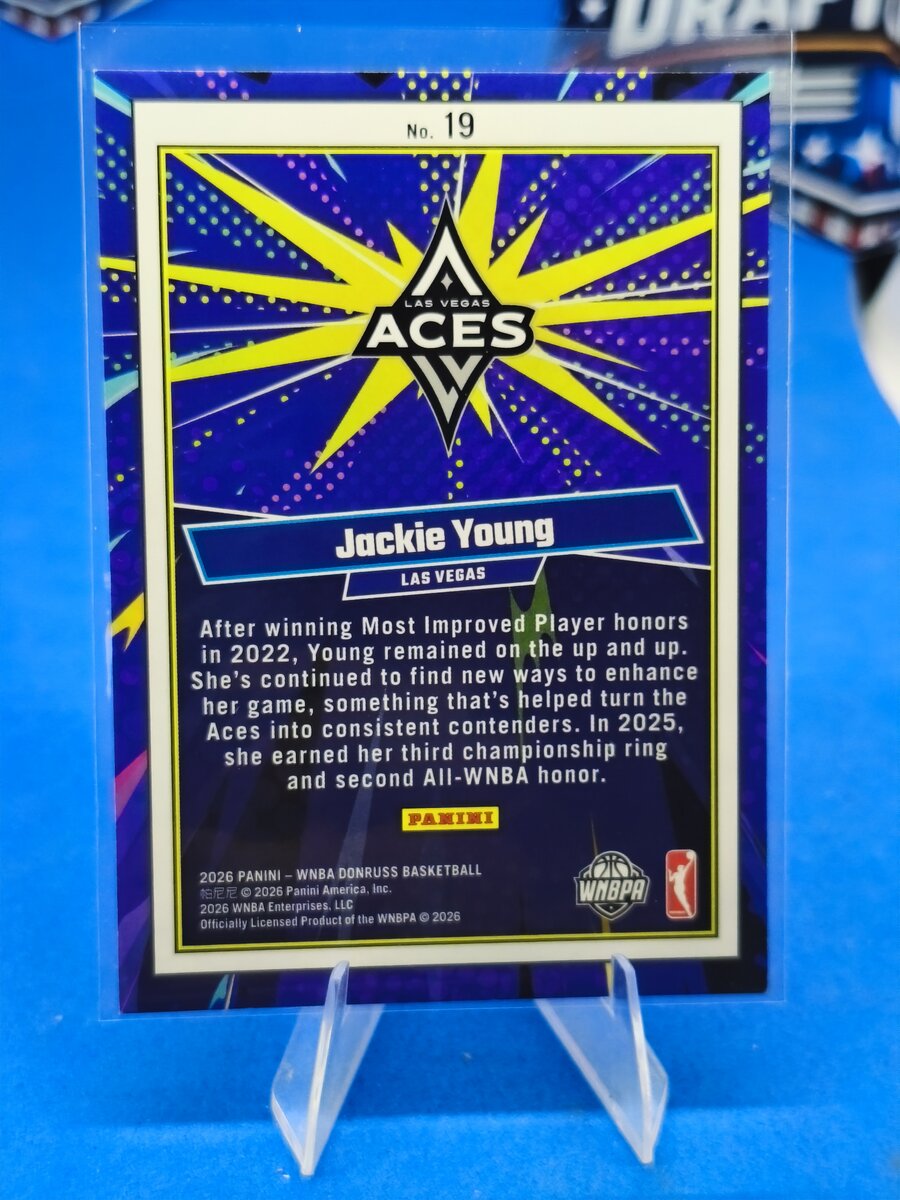 DRAFT
No. 19
LAS VEGAS
ACES
Jackie Young
LAS VEGAS
After winning Most Improved Player honors
in 2022, Young remained on the up and up.
She's continued to find new ways to enhance
her game, something that's helped turn the
Aces into consistent contenders. In 2025,
she earned her third championship ring
and second All-WNBA honor.
PANINI
2026 PANINI – WNBA DONRUSS BASKETBALL
帕尼尼 © 2026 Panini America, Inc.
2026 WNBA Enterprises, LLC
Officially Licensed Product of the WNBPA © 2026
WNBPA